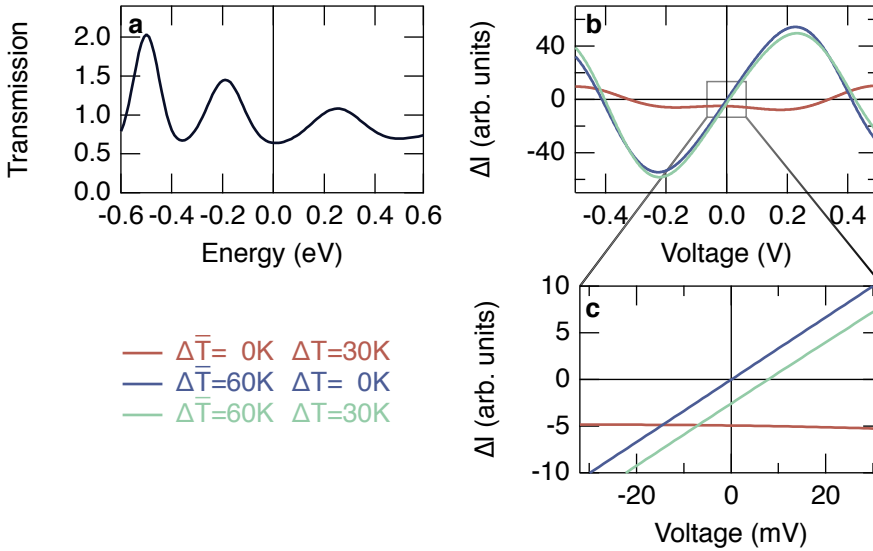 a
Transmission
2.0
1.5
1.0
0.5
0.0
-0.6 -0.4 -0.2 0.0 0.2 0.4 0.6
Energy (eV)
b
ΔI (arb. units)
40
0
-40
-0.4 -0.2 0.0 0.2 0.4
Voltage (V)
ΔT̅= 0K ΔT=30K
ΔT̅=60K ΔT= 0K
ΔT̅=60K ΔT=30K
c
ΔI (arb. units)
10
5
0
-5
-10
-20 0 20
Voltage (mV)